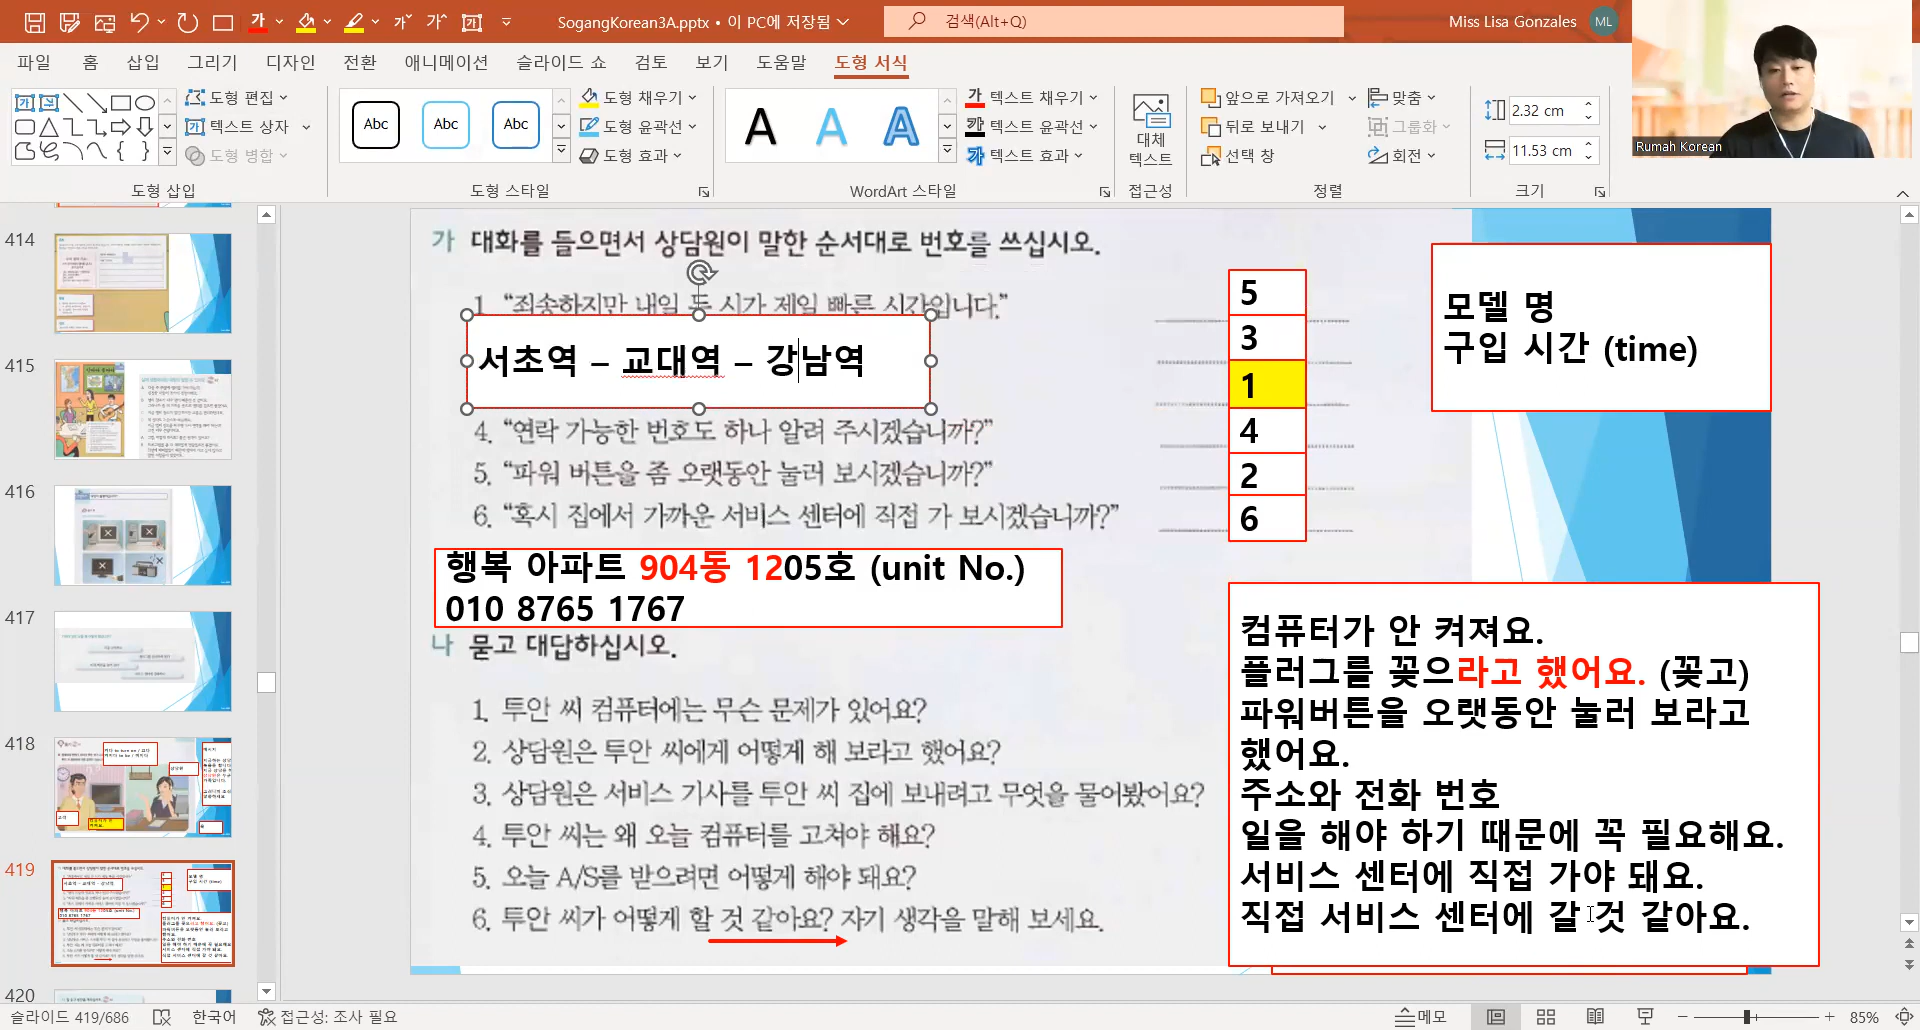 SogangKorean3A.pptx • 이 PC에 저장됨
검색(Alt+Q)
Miss Lisa Gonzales
ML
파일 홈 삽입 그리기 디자인 전환 애니메이션 슬라이드 쇼 검토 보기 도움말 도형 서식
도형 편집
텍스트 상자
도형 병합
도형 삽입
Abc Abc Abc
도형 채우기
도형 윤곽선
도형 효과
도형 스타일
A A A
텍스트 채우기
텍스트 윤곽선
텍스트 효과
WordArt 스타일
대체
텍스트
접근성
앞으로 가져오기
뒤로 보내기
선택 창
맞춤
그룹화
회전
정렬
2.32 cm
11.53 cm
크기
Rumah Korean
414
415
416
417
418
419
420
가 대화를 들으면서 상담원이 말한 순서대로 번호를 쓰십시오.
1. “죄송하지만 내일 두 시가 제일 빠른 시간입니다.”
서초역 – 교대역 – 강남역
4. “연락 가능한 번호도 하나 알려 주시겠습니까?”
5. “파워 버튼을 좀 오랫동안 눌러 보시겠습니까?”
6. “혹시 집에서 가까운 서비스 센터에 직접 가 보시겠습니까?”
5
3
1
4
2
6
모델 명
구입 시간 (time)
행복 아파트 904동 1205호 (unit No.)
010 8765 1767
나 묻고 대답하십시오.
1. 투안 씨 컴퓨터에는 무슨 문제가 있어요?
2. 상담원은 투안 씨에게 어떻게 해 보라고 했어요?
3. 상담원은 서비스 기사를 투안 씨 집에 보내려고 무엇을 물어봤어요?
4. 투안 씨는 왜 오늘 컴퓨터를 고쳐야 해요?
5. 오늘 A/S를 받으려면 어떻게 해야 돼요?
6. 투안 씨가 어떻게 할 것 같아요? 자기 생각을 말해 보세요.
컴퓨터가 안 켜져요.
플러그를 꽂으라고 했어요. (꽂고)
파워버튼을 오랫동안 눌러 보라고
했어요.
주소와 전화 번호
일을 해야 하기 때문에 꼭 필요해요.
서비스 센터에 직접 가야 돼요.
직접 서비스 센터에 갈 것 같아요.
슬라이드 419/686
한국어
접근성: 조사 필요
메모
85%